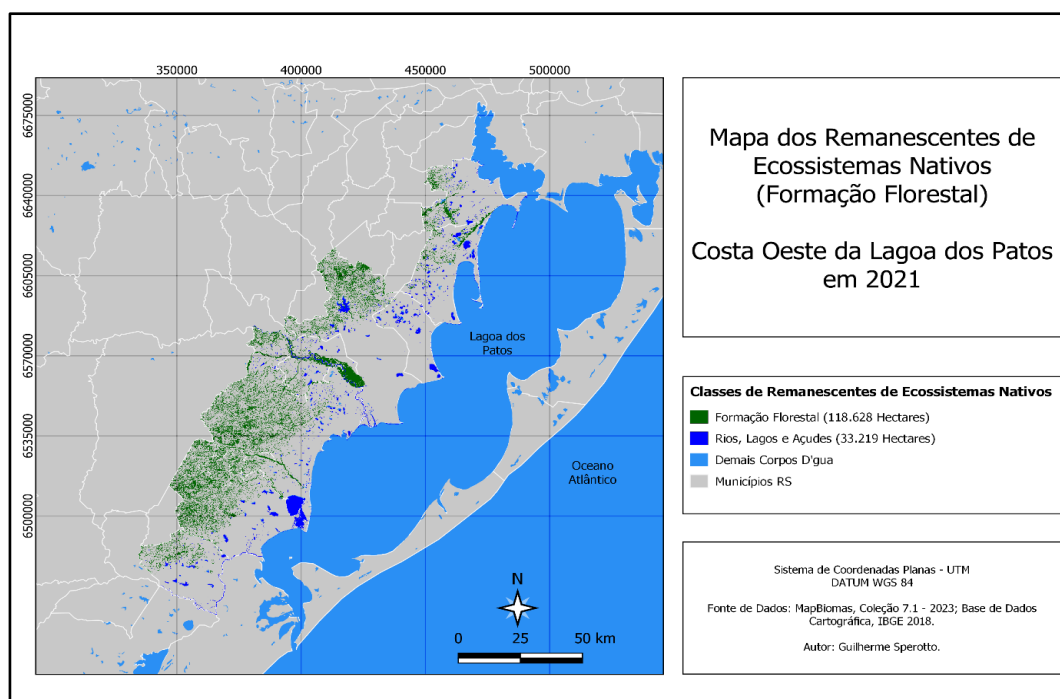 350000 400000 450000 500000
6675000
6640000
6605000
6570000
6535000
6500000
Lagoa dos
Patos
Oceano
Atlântico
N
0 25 50 km
Mapa dos Remanescentes de
Ecossistemas Nativos
(Formação Florestal)
Costa Oeste da Lagoa dos Patos
em 2021
Classes de Remanescentes de Ecossistemas Nativos
Formação Florestal (118.628 Hectares)
Rios, Lagos e Açudes (33.219 Hectares)
Demais Corpos D'gua
Municípios RS
Sistema de Coordenadas Planas - UTM
DATUM WGS 84
Fonte de Dados: MapBiomas, Coleção 7.1 - 2023; Base de Dados
Cartográfica, IBGE 2018.
Autor: Guilherme Sperotto.